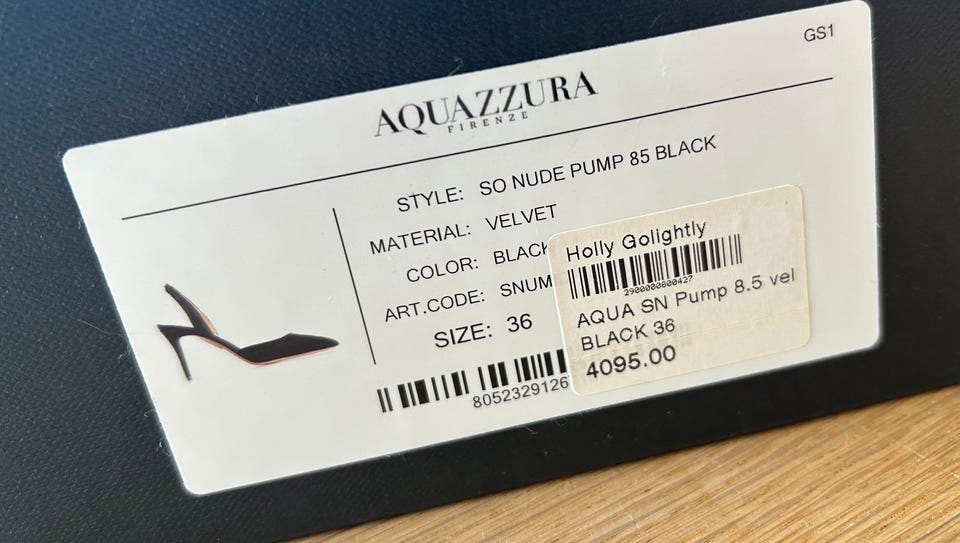 GS1
AQUAZZURA
FIRENZE
STYLE: SO NUDE PUMP 85 BLACK
MATERIAL: VELVET
COLOR: BLACK
ART.CODE: SNUM
SIZE: 36
8052329126
Holly Golightly
2900000800427
AQUA SN Pump 8.5 vel
BLACK 36
4095.00